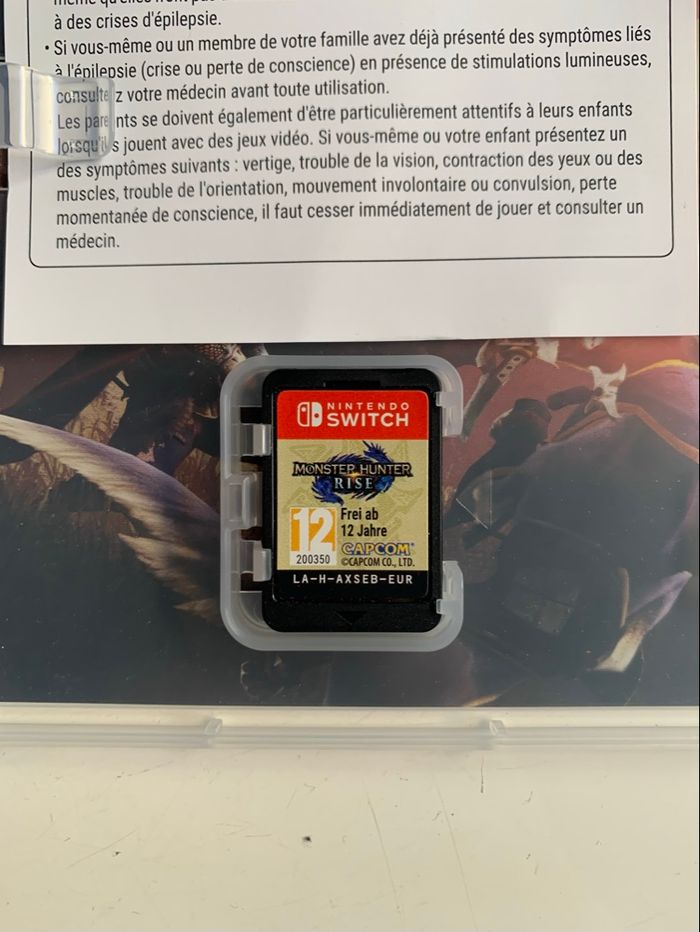 à des crises d'épilepsie.
• Si vous-même ou un membre de votre famille avez déjà présenté des symptômes liés
à l'épilepsie (crise ou perte de conscience) en présence de stimulations lumineuses,
consultez votre médecin avant toute utilisation.
Les parents se doivent également d'être particulièrement attentifs à leurs enfants
lorsqu'ils jouent avec des jeux vidéo. Si vous-même ou votre enfant présentez un
des symptômes suivants : vertige, trouble de la vision, contraction des yeux ou des
muscles, trouble de l'orientation, mouvement involontaire ou convulsion, perte
momentanée de conscience, il faut cesser immédiatement de jouer et consulter un
médecin.
NINTENDO
SWITCH
MONSTER HUNTER
RISE
12
200350
Frei ab
12 Jahre
CAPCOM
©CAPCOM CO., LTD.
LA-H-AXSEB-EUR